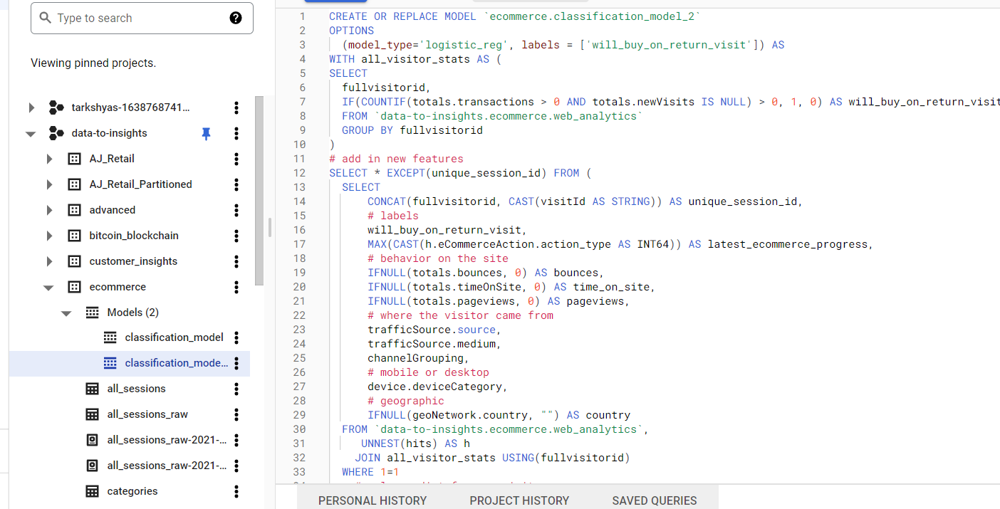 Type to search
Viewing pinned projects.
tarkshyas-1638768741...
data-to-insights
AJ_Retail
AJ_Retail_Partitioned
advanced
bitcoin_blockchain
customer_insights
ecommerce
Models (2)
classification_model
classification_mode...
all_sessions
all_sessions_raw
all_sessions_raw-2021-...
all_sessions_raw-2021-...
categories
1 CREATE OR REPLACE MODEL `ecommerce.classification_model_2`
2 OPTIONS
3 (model_type='logistic_reg', labels = ['will_buy_on_return_visit']) AS
4 WITH all_visitor_stats AS (
5 SELECT
6 fullvisitorid,
7 IF(COUNTIF(totals.transactions > 0 AND totals.newVisits IS NULL) > 0, 1, 0) AS will_buy_on_return_visit
8 FROM `data-to-insights.ecommerce.web_analytics`
9 GROUP BY fullvisitorid
10 )
11 # add in new features
12 SELECT * EXCEPT(unique_session_id) FROM (
13 SELECT
14 CONCAT(fullvisitorid, CAST(visitId AS STRING)) AS unique_session_id,
15 # labels
16 will_buy_on_return_visit,
17 MAX(CAST(h.eCommerceAction.action_type AS INT64)) AS latest_ecommerce_progress,
18 # behavior on the site
19 IFNULL(totals.bounces, 0) AS bounces,
20 IFNULL(totals.timeOnSite, 0) AS time_on_site,
21 IFNULL(totals.pageviews, 0) AS pageviews,
22 # where the visitor came from
23 trafficSource.source,
24 trafficSource.medium,
25 channelGrouping,
26 # mobile or desktop
27 device.deviceCategory,
28 # geographic
29 IFNULL(geoNetwork.country, "") AS country
30 FROM `data-to-insights.ecommerce.web_analytics`,
31 UNNEST(hits) AS h
32 JOIN all_visitor_stats USING(fullvisitorid)
33 WHERE 1=1
PERSONAL HISTORY PROJECT HISTORY SAVED QUERIES